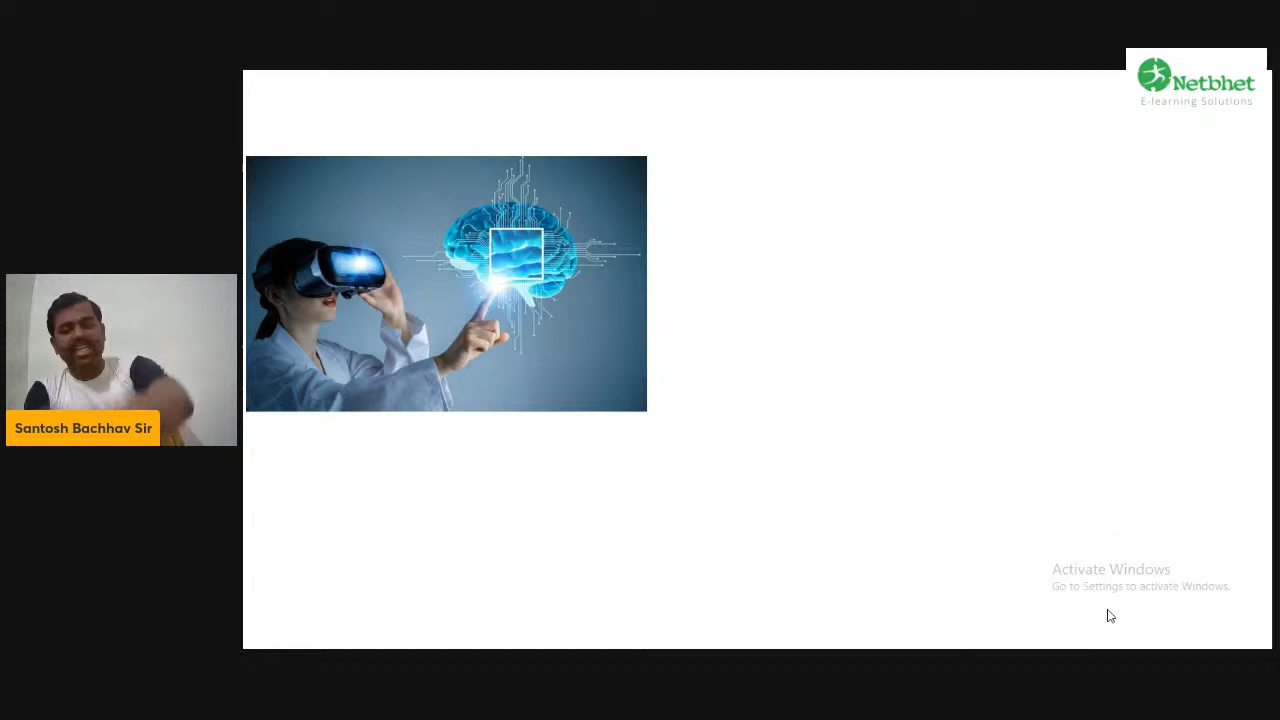 Netbhet
E-learning Solutions
Santosh Bachhav Sir
Activate Windows
Go to Settings to activate Windows.